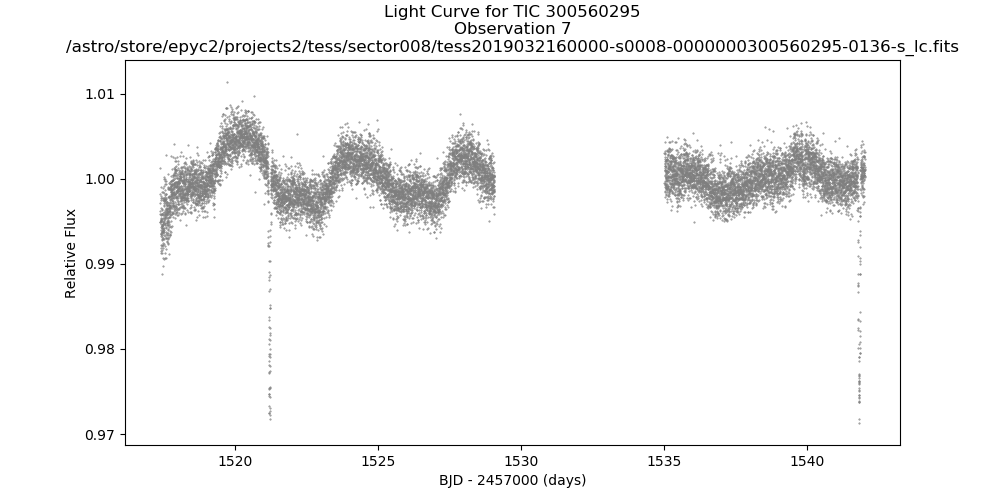 Light Curve for TIC 300560295
Observation 7
/astro/store/epyc2/projects2/tess/sector008/tess2019032160000-s0008-0000000300560295-0136-s_lc.fits
1.01
1.00
0.99
0.98
0.97
Relative Flux
1520
1525
1530
1535
1540
BJD - 2457000 (days)